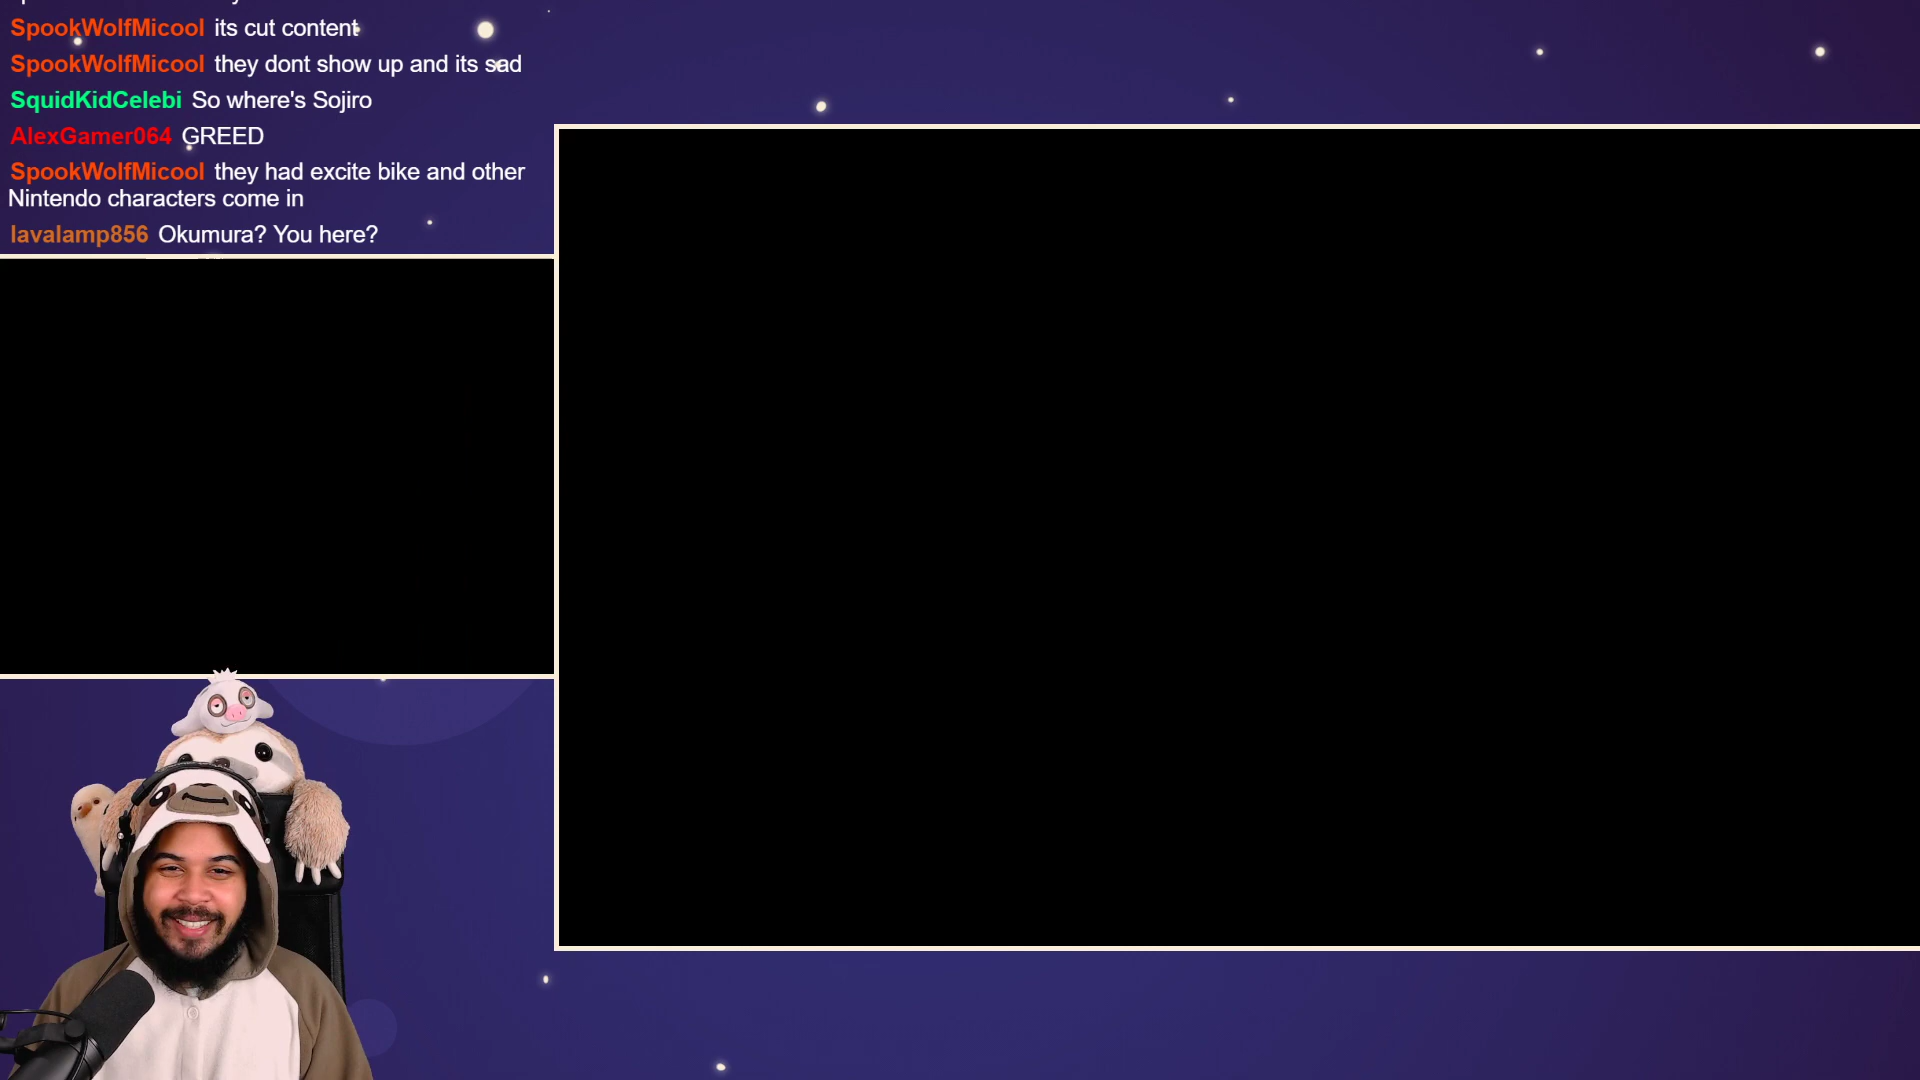 SpookWolfMicool its cut content
SpookWolfMicool they dont show up and its sad
SquidKidCelebi So where's Sojiro
AlexGamer064 GREED
SpookWolfMicool they had excite bike and other
Nintendo characters come in
lavalamp856 Okumura? You here?